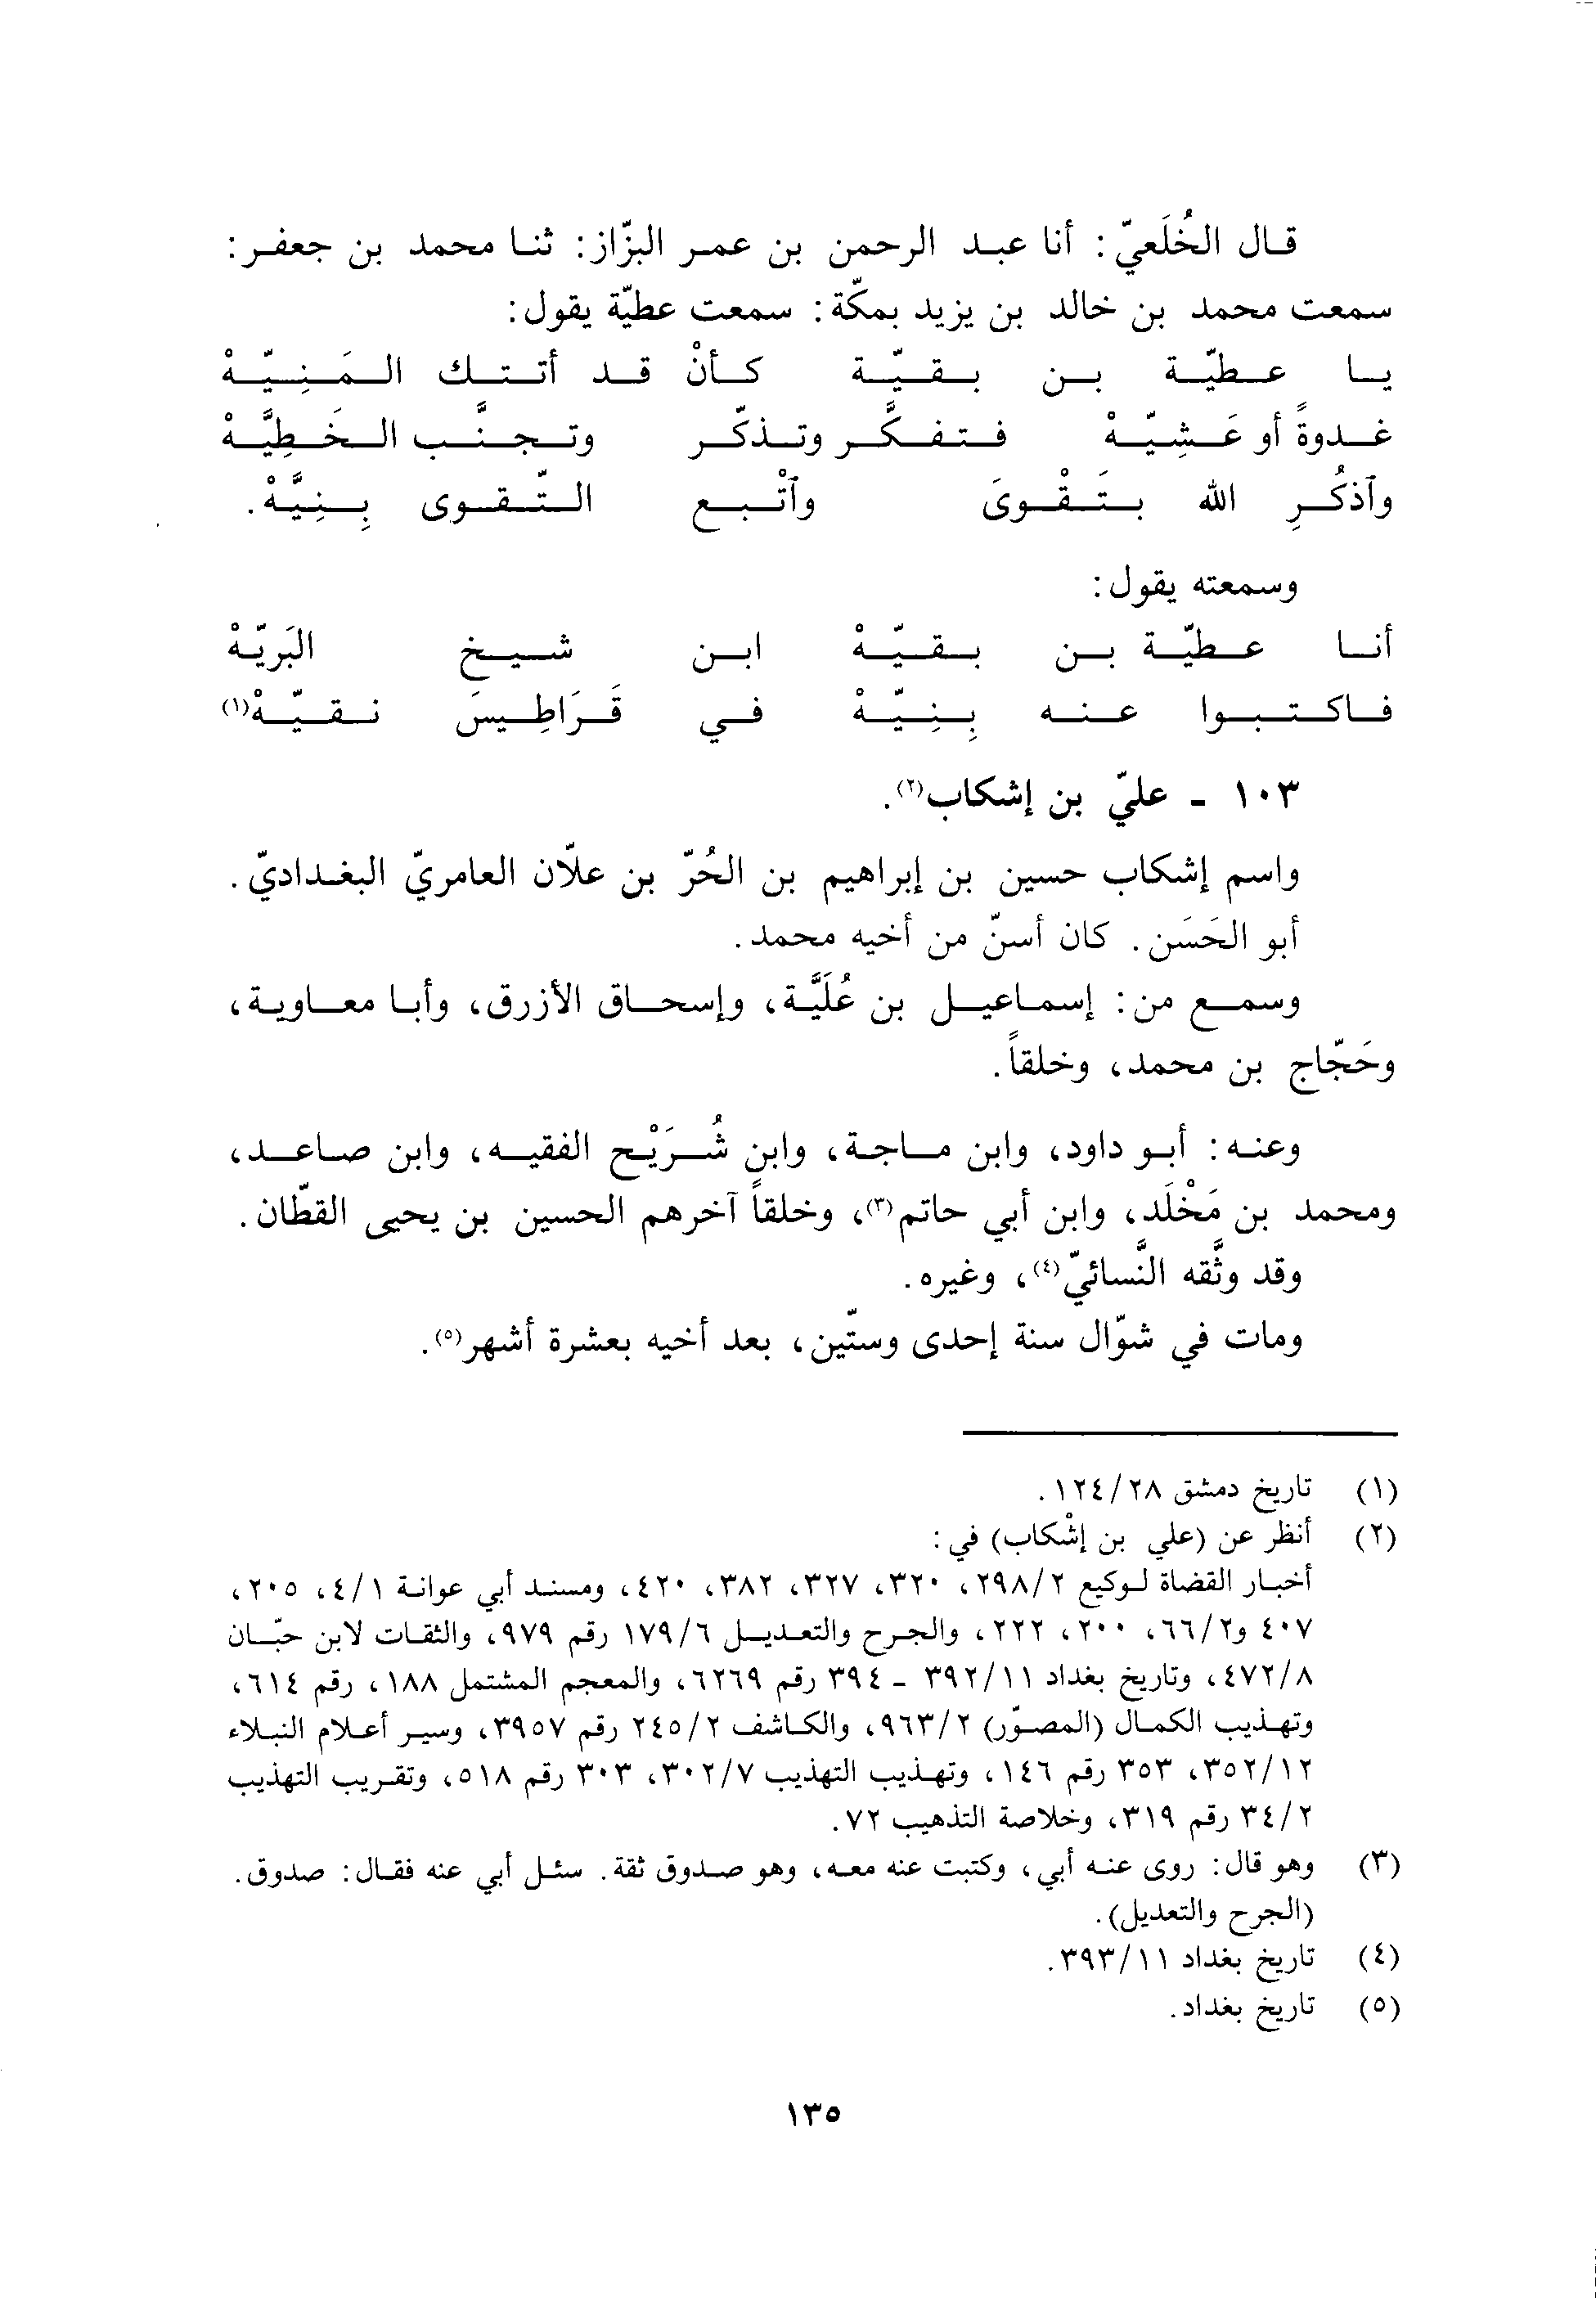 قال الخُلَعيّ: أنا عبد الرحمن بن عمر البزّاز: ثنا محمد بن جعفر:
سمعت محمد بن خالد بن يزيد بمكّة: سمعت عطيّة يقول:
يا عطيّة بن بقيّة كأنْ قد أتتك المَنِيّهْ
غدوةً أو عَشِيّهْ فتفكَّر وتذكّر وتجنَّب الخَطِيَّهْ
وآذكُرِ الله بتَقْوىَ وآتْبع التّقوى بِنِيَّهْ.
وسمعته يقول:
أنا عطيّة بن بقيّهْ ابن شيخ البَريّهْ
فاكتبوا عنه بِنِيّهْ في قَرَاطِيسَ نقيّهْ(١)
١٠٣ - عليّ بن إشكاب(٢).
واسم إشكاب حسين بن إبراهيم بن الحُرّ بن علّان العامريّ البغداديّ.
أبو الحَسَن. كان أسنّ من أخيه محمد.
وسمع من: إسماعيل بن عُلَيَّة، وإسحاق الأزرق، وأبا معاوية،
وحَجّاج بن محمد، وخلقاً.
وعنه: أبو داود، وابن ماجة، وابن شُرَيْح الفقيه، وابن صاعد،
ومحمد بن مَخْلَد، وابن أبي حاتم(٣)، وخلقاً آخرهم الحسين بن يحيى القطّان.
وقد وثَّقه النَّسائيّ(٤)، وغيره.
ومات في شوّال سنة إحدى وستّين، بعد أخيه بعشرة أشهر(٥).
(١) تاريخ دمشق ١٢٤/٢٨.
(٢) أنظر عن (علي بن إشْكاب) في:
أخبار القضاة لوكيع ٢٩٨/٢، ٣٢٠، ٣٢٧، ٣٨٢، ٤٢٠، ومسند أبي عوانة ٤/١، ٢٠٥،
٤٠٧ و٦٦/٢، ٢٠٠، ٢٢٢، والجرح والتعديل ١٧٩/٦ رقم ٩٧٩، والثقات لابن حبّان
٤٧٢/٨، وتاريخ بغداد ٣٩٢/١١ - ٣٩٤ رقم ٦٢٦٩، والمعجم المشتمل ١٨٨، رقم ٦١٤،
وتهذيب الكمال (المصوّر) ٩٦٣/٢، والكاشف ٢٤٥/٢ رقم ٣٩٥٧، وسير أعلام النبلاء
٣٥٢/١٢، ٣٥٣ رقم ١٤٦، وتهذيب التهذيب ٣٠٢/٧، ٣٠٣ رقم ٥١٨، وتقريب التهذيب
٣٤/٢ رقم ٣١٩، وخلاصة التذهيب ٧٢.
(٣) وهو قال: روى عنه أبي، وكتبت عنه معه، وهو صدوق ثقة. سئل أبي عنه فقال: صدوق.
(الجرح والتعديل).
(٤) تاريخ بغداد ٣٩٣/١١.
(٥) تاريخ بغداد.
١٣٥